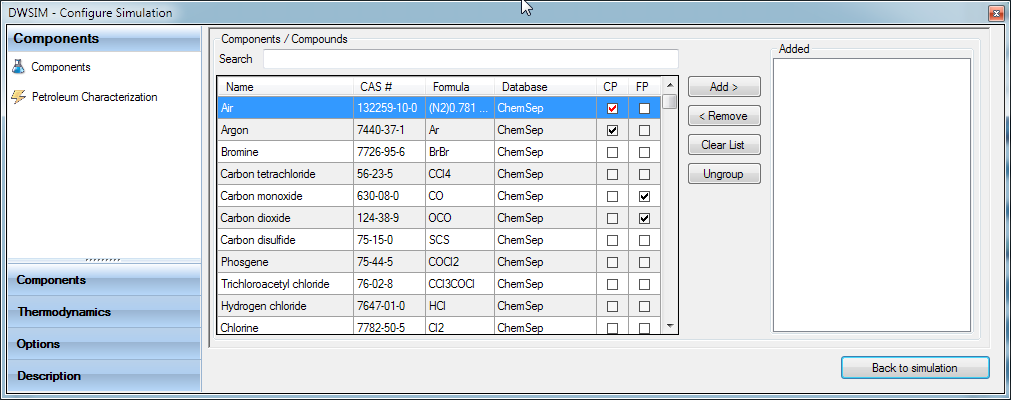 DWSIM - Configure Simulation
Components
Components
Petroleum Characterization
Components
Thermodynamics
Options
Description
Components / Compounds
Search
Name CAS # Formula Database CP FP
Air 132259-10-0 (N2)0.781 ... ChemSep
Argon 7440-37-1 Ar ChemSep
Bromine 7726-95-6 BrBr ChemSep
Carbon tetrachloride 56-23-5 CCl4 ChemSep
Carbon monoxide 630-08-0 CO ChemSep
Carbon dioxide 124-38-9 OCO ChemSep
Carbon disulfide 75-15-0 SCS ChemSep
Phosgene 75-44-5 COCl2 ChemSep
Trichloroacetyl chloride 76-02-8 CCl3COCl ChemSep
Hydrogen chloride 7647-01-0 HCl ChemSep
Chlorine 7782-50-5 Cl2 ChemSep
Add >
< Remove
Clear List
Ungroup
Added
Back to simulation